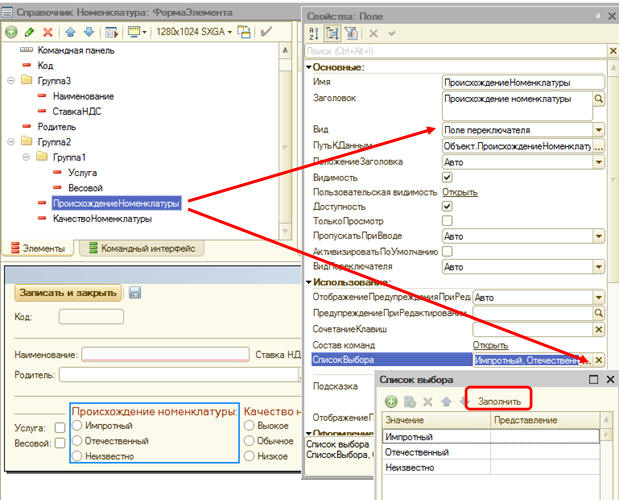 Справочник Номенклатура: ФормаЭлемента
1280x1024 SXGA
Командная панель
Код
Группа3
Наименование
СтавкаНДС
Родитель
Группа2
Группа1
Услуга
Весовой
ПроисхождениеНоменклатуры
КачествоНоменклатуры
Элементы
Командный интерфейс
Записать и закрыть
Код:
Наименование:
Ставка НД
Родитель:
Происхождение номенклатуры:
Качество н
Услуга:
Импортный
Выокое
Весовой:
Отечественный
Обычное
Неизвестно
Низкое
Свойства: Поле
Поиск (Ctrl+Alt+I)
Основные:
Имя
ПроисхождениеНоменклатуры
Заголовок
Происхождение номенклатуры
Вид
Поле переключателя
ПутьКДанным
Объект.ПроисхождениеНоменклату
ПоложениеЗаголовка
Авто
Видимость
Пользовательская видимость Открыть
Доступность
ТолькоПросмотр
ПропускатьПриВводе
Авто
АктивизироватьПоУмолчанию
ВидПереключателя
Авто
Использование:
ОтображениеПредупрежденияПриРеда
Авто
ПредупреждениеПриРедактировании
СочетаниеКлавиш
Состав команд
Открыть
СписокВыбора
Импротный, Отечественн
Подсказка
ОтображениеП
Оформление
Список выбора
СписокВыбора,
Список выбора
Заполнить
Значение
Представление
Импротный
Отечественный
Неизвестно